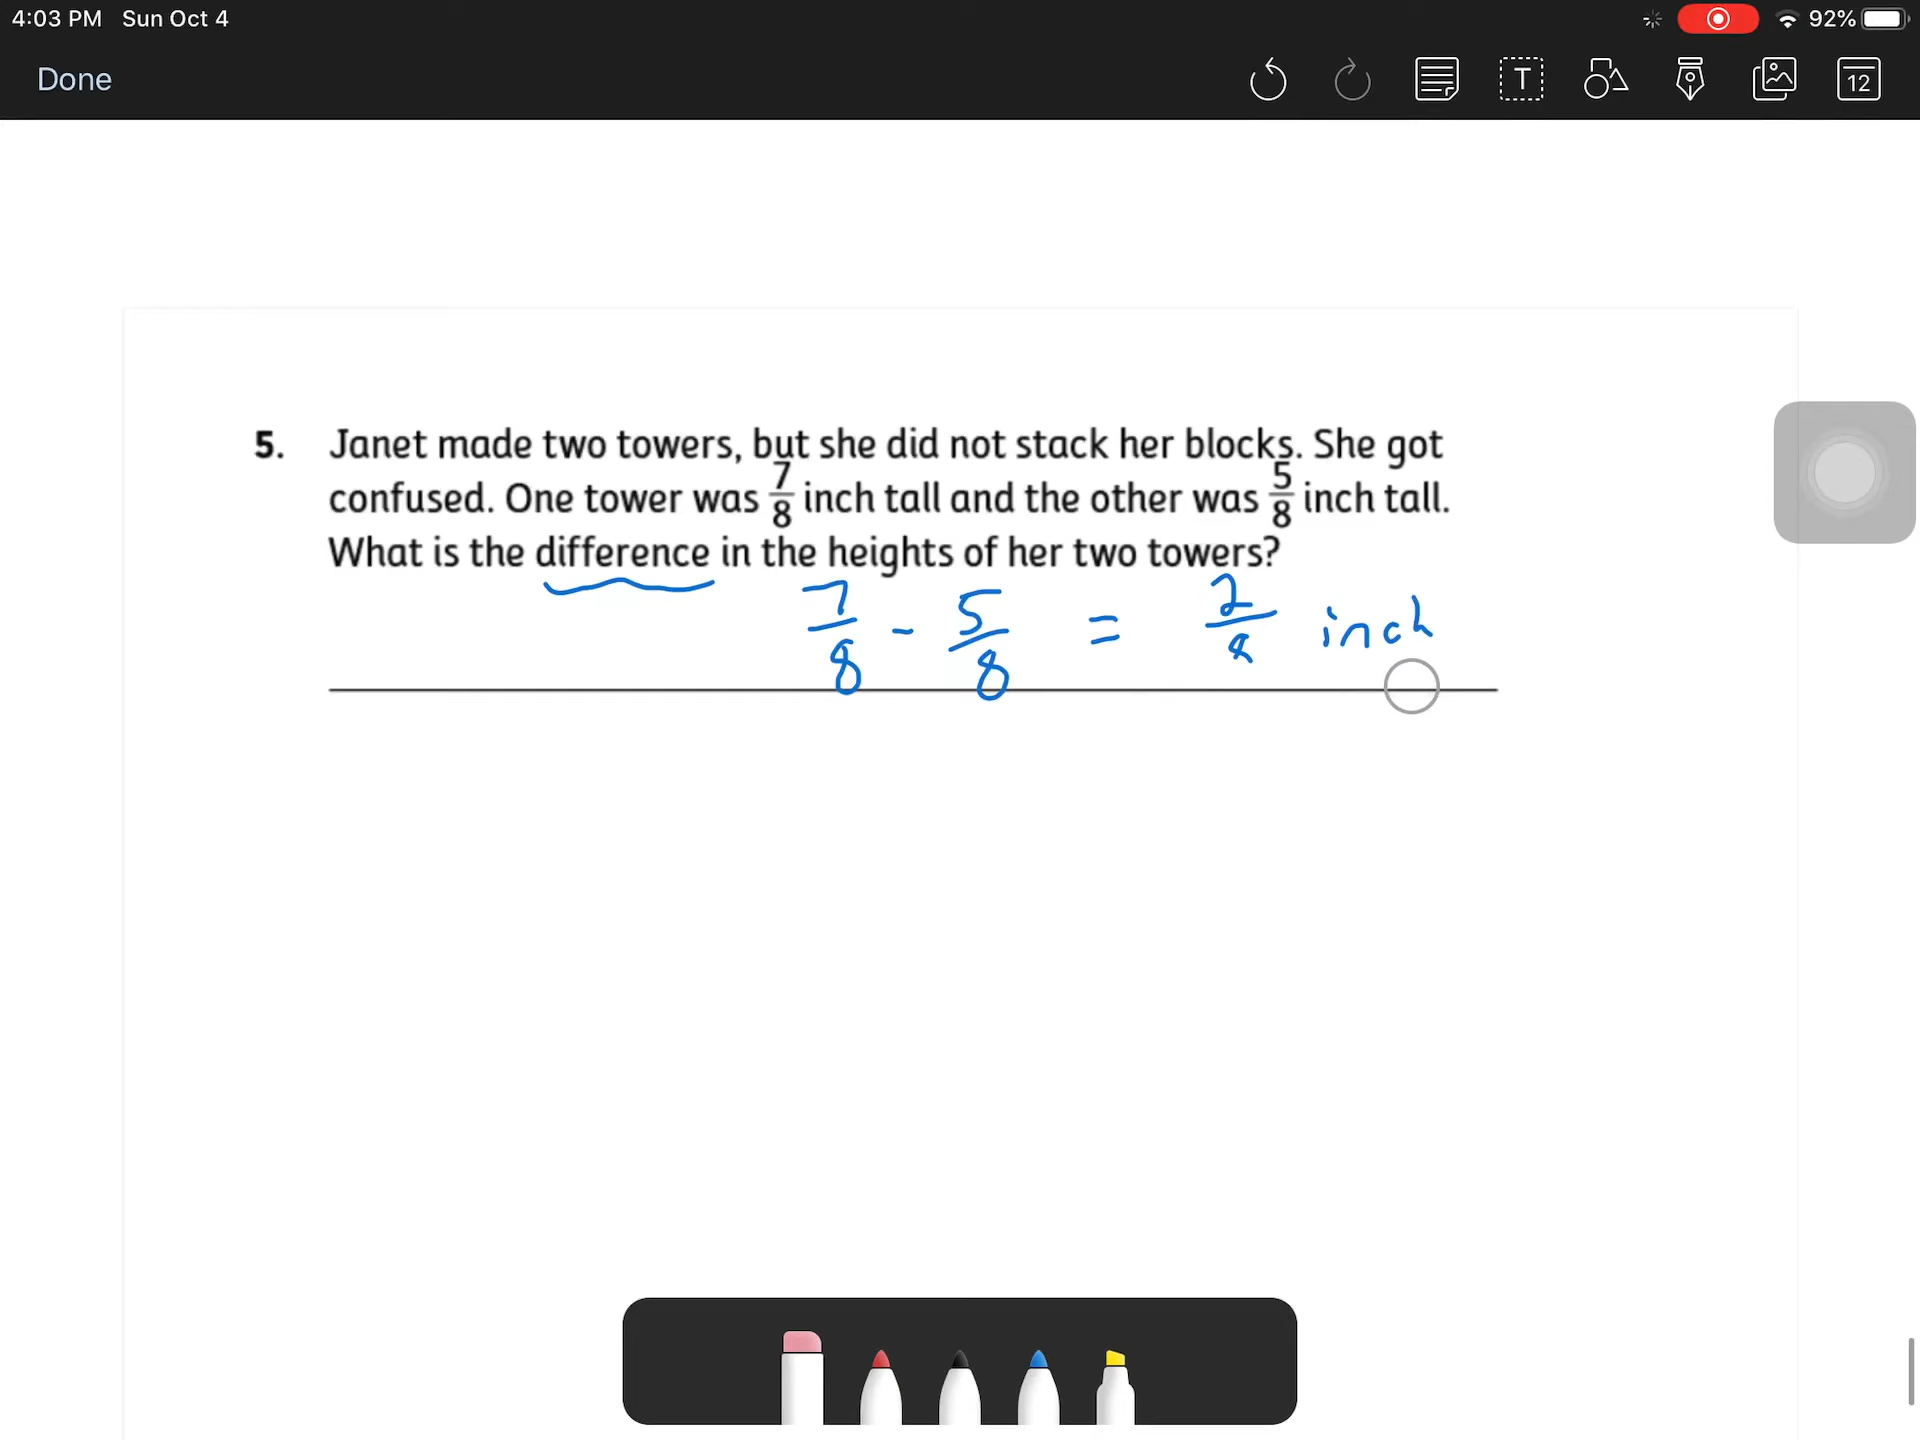 4:03 PM Sun Oct 4 92%
Done T 12
5. Janet made two towers, but she did not stack her blocks. She got
confused. One tower was 7/8 inch tall and the other was 5/8 inch tall.
What is the difference in the heights of her two towers?
7/8 - 5/8 = 2/8 inch